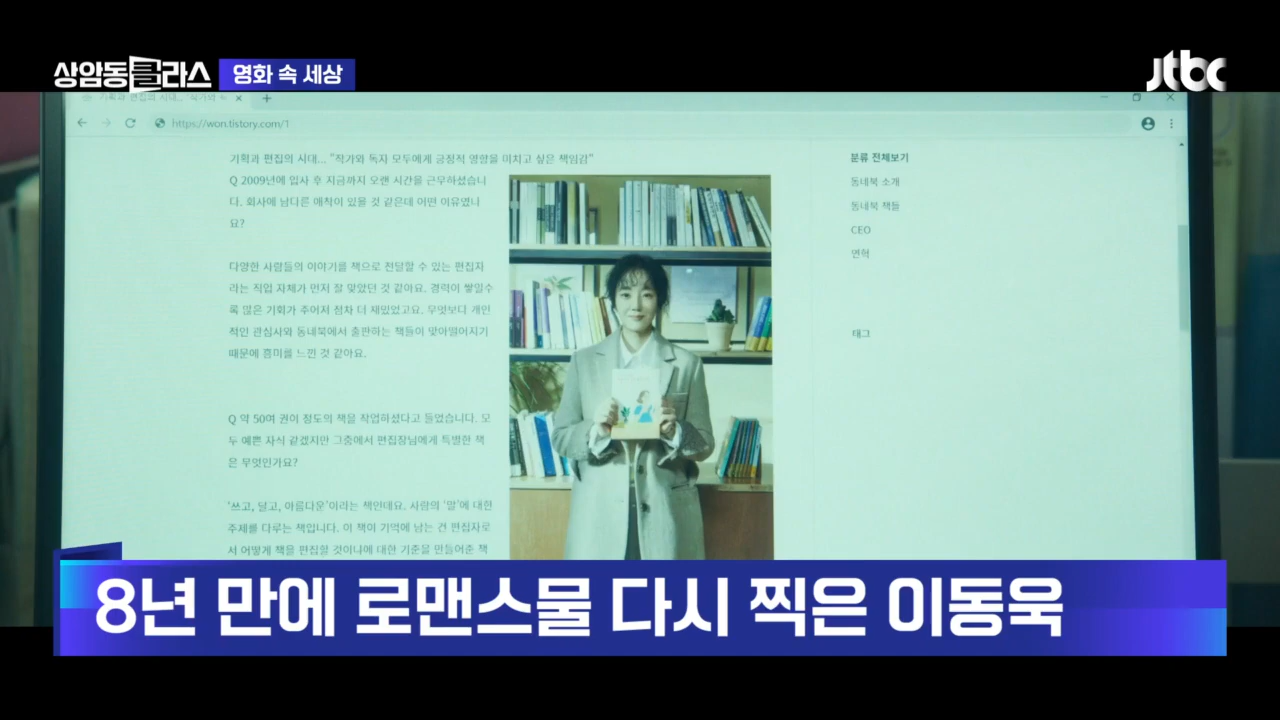 상암동클라스 영화 속 세상
jtbc
https://won.tistory.com/1
기획과 편집의 시대... "작가와 독자 모두에게 긍정적 영향을 미치고 싶은 책임감"
Q 2009년에 입사 후 지금까지 오랜 시간을 근무하셨습니
다. 회사에 남다른 애착이 있을 것 같은데 어떤 이유였나
요?
다양한 사람들의 이야기를 책으로 전달할 수 있는 편집자
라는 직업 자체가 먼저 잘 맞았던 것 같아요. 경력이 쌓일수
록 많은 기회가 주어져 점차 더 재밌었고요. 무엇보다 개인
적인 관심사와 동네북에서 출판하는 책들이 맞아떨어지기
때문에 흥미를 느낀 것 같아요.
Q 약 50여 권이 정도의 책을 작업하셨다고 들었습니다. 모
두 예쁜 자식 같겠지만 그중에서 편집장님에게 특별한 책
은 무엇인가요?
'쓰고, 달고, 아름다운'이라는 책인데요. 사람의 '말'에 대한
주제를 다루는 책입니다. 이 책이 기억에 남는 건 편집자로
서 어떻게 책을 편집할 것이냐에 대한 기준을 만들어준 책
분류 전체보기
동네북 소개
동네북 책들
CEO
연혁
태그
8년 만에 로맨스물 다시 찍은 이동욱